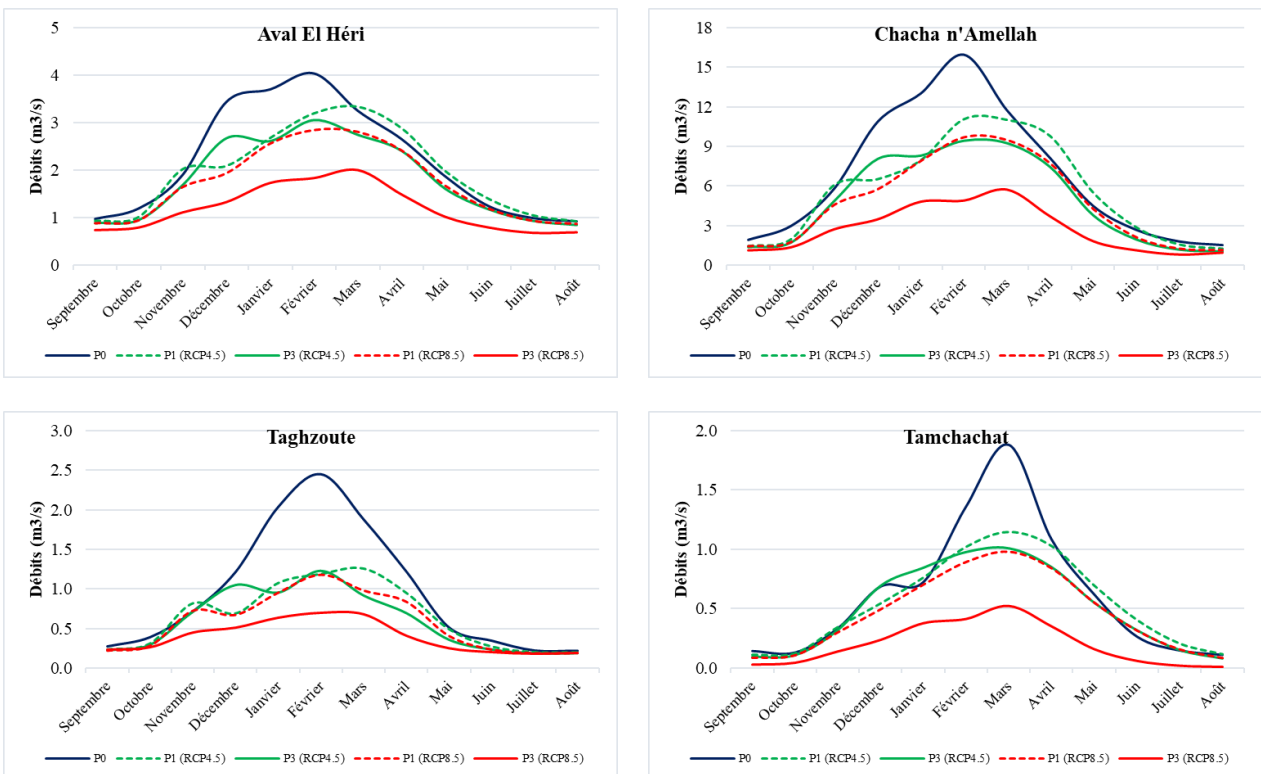 Aval El Héri
Débits (m3/s)
5
4
3
2
1
0
Septembre
Octobre
Novembre
Décembre
Janvier
Février
Mars
Avril
Mai
Juin
Juillet
Août
P0 P1 (RCP4.5) P3 (RCP4.5) P1 (RCP8.5) P3 (RCP8.5)
Chacha n'Amellah
Débits (m3/s)
18
15
12
9
6
3
0
Septembre
Octobre
Novembre
Décembre
Janvier
Février
Mars
Avril
Mai
Juin
Juillet
Août
P0 P1 (RCP4.5) P3 (RCP4.5) P1 (RCP8.5) P3 (RCP8.5)
Taghzoute
Débits (m3/s)
3.0
2.5
2.0
1.5
1.0
0.5
0.0
Septembre
Octobre
Novembre
Décembre
Janvier
Février
Mars
Avril
Mai
Juin
Juillet
Août
P0 P1 (RCP4.5) P3 (RCP4.5) P1 (RCP8.5) P3 (RCP8.5)
Tamchachat
Débits (m3/s)
2.0
1.5
1.0
0.5
0.0
Septembre
Octobre
Novembre
Décembre
Janvier
Février
Mars
Avril
Mai
Juin
Juillet
Août
P0 P1 (RCP4.5) P3 (RCP4.5) P1 (RCP8.5) P3 (RCP8.5)